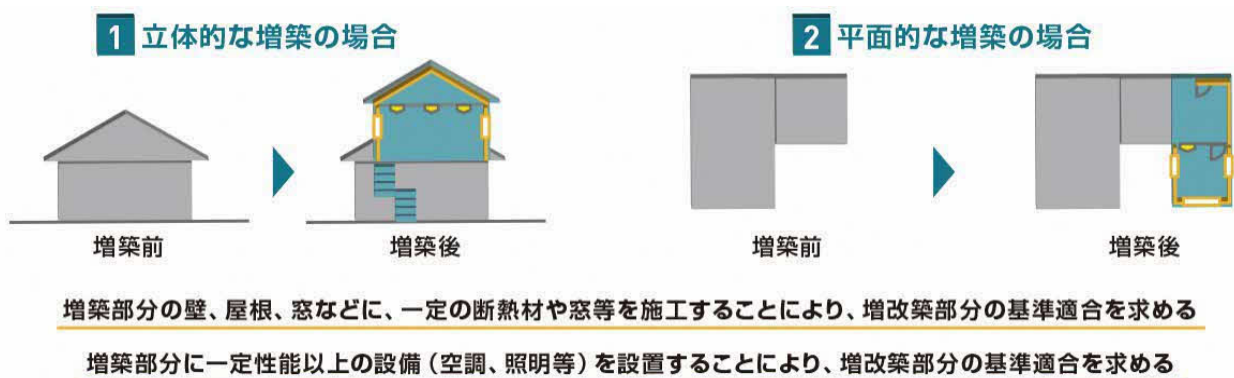 1 立体的な増築の場合
増築前
増築後
2 平面的な増築の場合
増築前
増築後
増築部分の壁、屋根、窓などに、一定の断熱材や窓等を施工することにより、増改築部分の基準適合を求める
増築部分に一定性能以上の設備（空調、照明等）を設置することにより、増改築部分の基準適合を求める